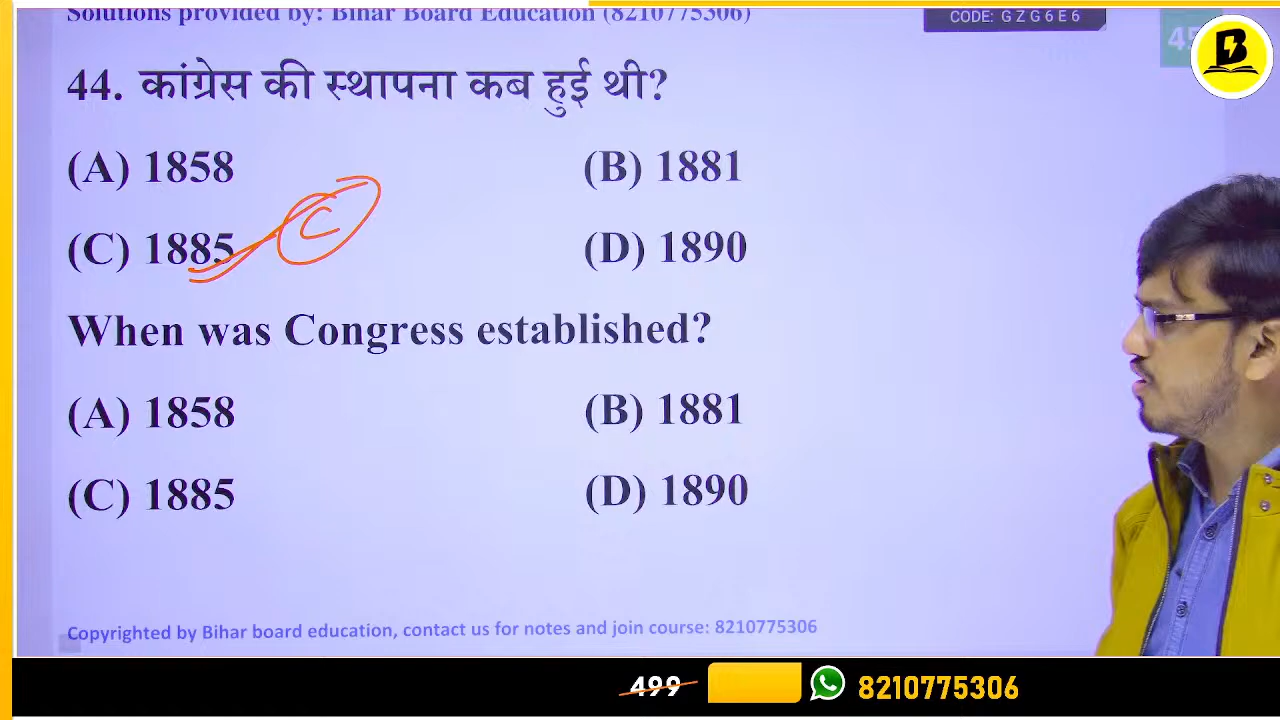 Solutions provided by: Bihar Board Education (8210775306)
CODE: G Z G 6 E 6
B
44. कांग्रेस की स्थापना कब हुई थी?
(A) 1858 (B) 1881
C
(C) 1885 (D) 1890
When was Congress established?
(A) 1858 (B) 1881
(C) 1885 (D) 1890
Copyrighted by Bihar board education, contact us for notes and join course: 8210775306
499 8210775306